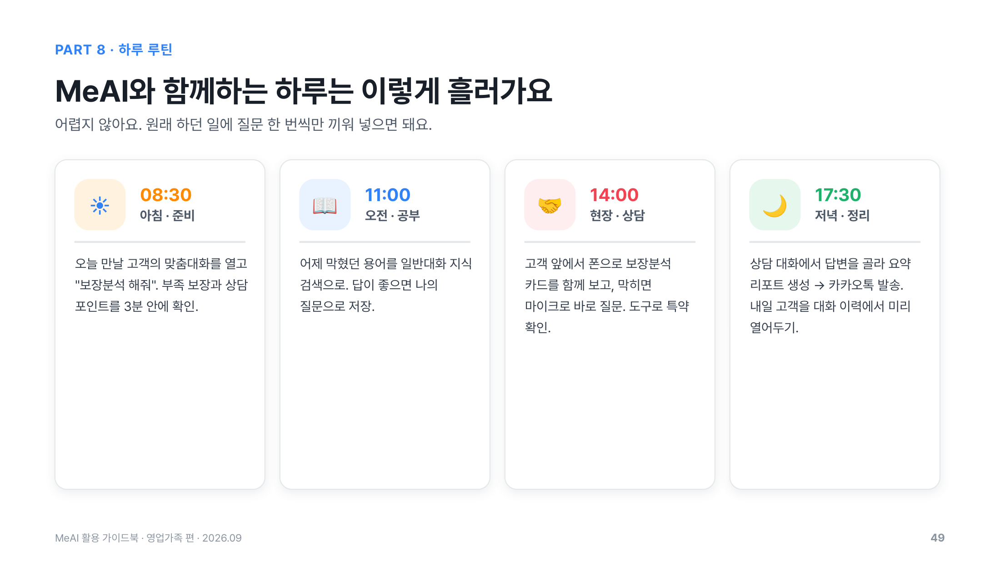 PART 8 · 하루 루틴
MeAI와 함께하는 하루는 이렇게 흘러가요
어렵지 않아요. 원래 하던 일에 질문 한 번씩만 끼워 넣으면 돼요.
08:30
아침 · 준비
오늘 만날 고객의 맞춤대화를 열고
"보장분석 해줘". 부족 보장과 상담
포인트를 3분 안에 확인.
11:00
오전 · 공부
어제 막혔던 용어를 일반대화 지식
검색으로. 답이 좋으면 나의
질문으로 저장.
14:00
현장 · 상담
고객 앞에서 폰으로 보장분석
카드를 함께 보고, 막히면
마이크로 바로 질문. 도구로 특약
확인.
17:30
저녁 · 정리
상담 대화에서 답변을 골라 요약
리포트 생성 → 카카오톡 발송.
내일 고객을 대화 이력에서 미리
열어두기.
MeAI 활용 가이드북 · 영업가족 편 · 2026.09
49